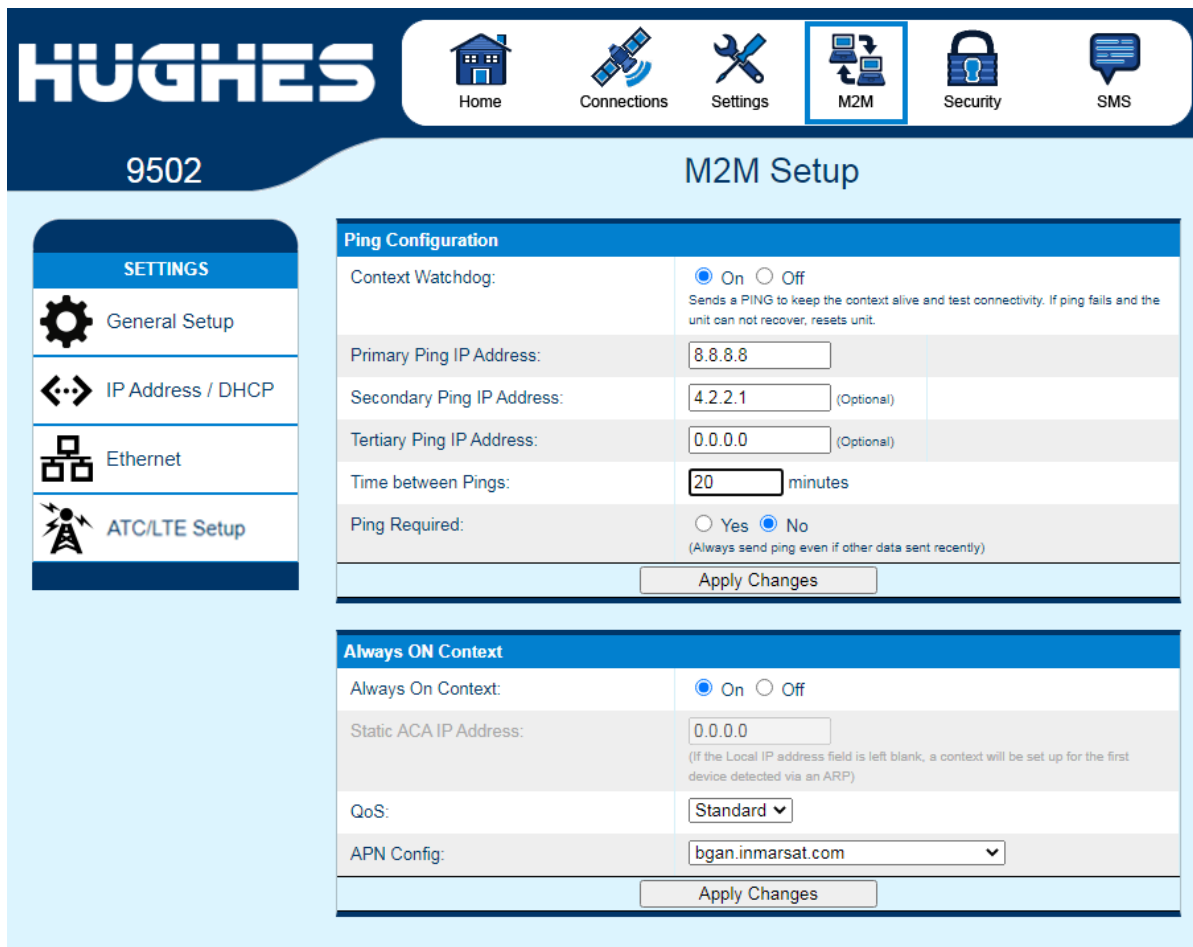 HUGHES
Home
Connections
Settings
M2M
Security
SMS
9502
M2M Setup
SETTINGS
General Setup
IP Address / DHCP
Ethernet
ATC/LTE Setup
Ping Configuration
Context Watchdog:
On Off
Sends a PING to keep the context alive and test connectivity. If ping fails and the
unit can not recover, resets unit.
Primary Ping IP Address:
8.8.8.8
Secondary Ping IP Address:
4.2.2.1 (Optional)
Tertiary Ping IP Address:
0.0.0.0 (Optional)
Time between Pings:
20 minutes
Ping Required:
Yes No
(Always send ping even if other data sent recently)
Apply Changes
Always ON Context
Always On Context:
On Off
Static ACA IP Address:
0.0.0.0
(If the Local IP address field is left blank, a context will be set up for the first
device detected via an ARP)
QoS:
Standard
APN Config:
bgan.inmarsat.com
Apply Changes